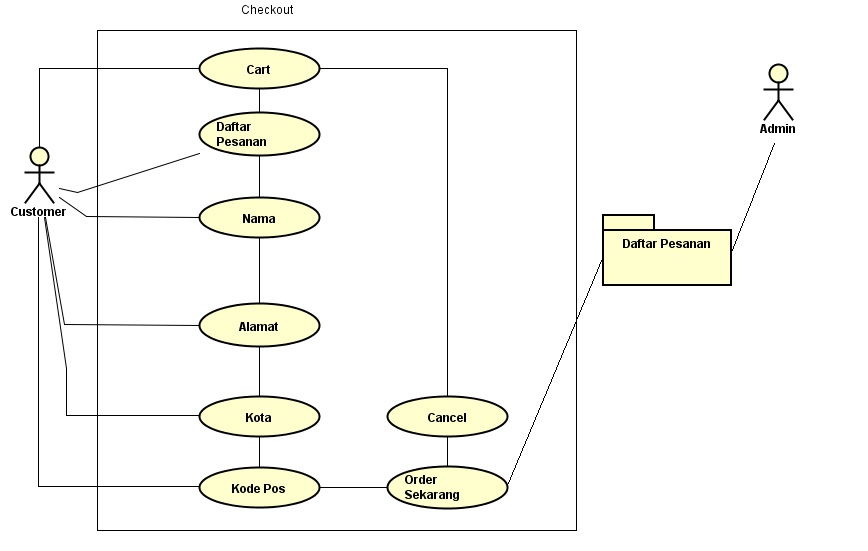 Checkout
Cart
Daftar
Pesanan
Admin
Customer
Nama
Daftar Pesanan
Alamat
Kota
Cancel
Kode Pos
Order
Sekarang